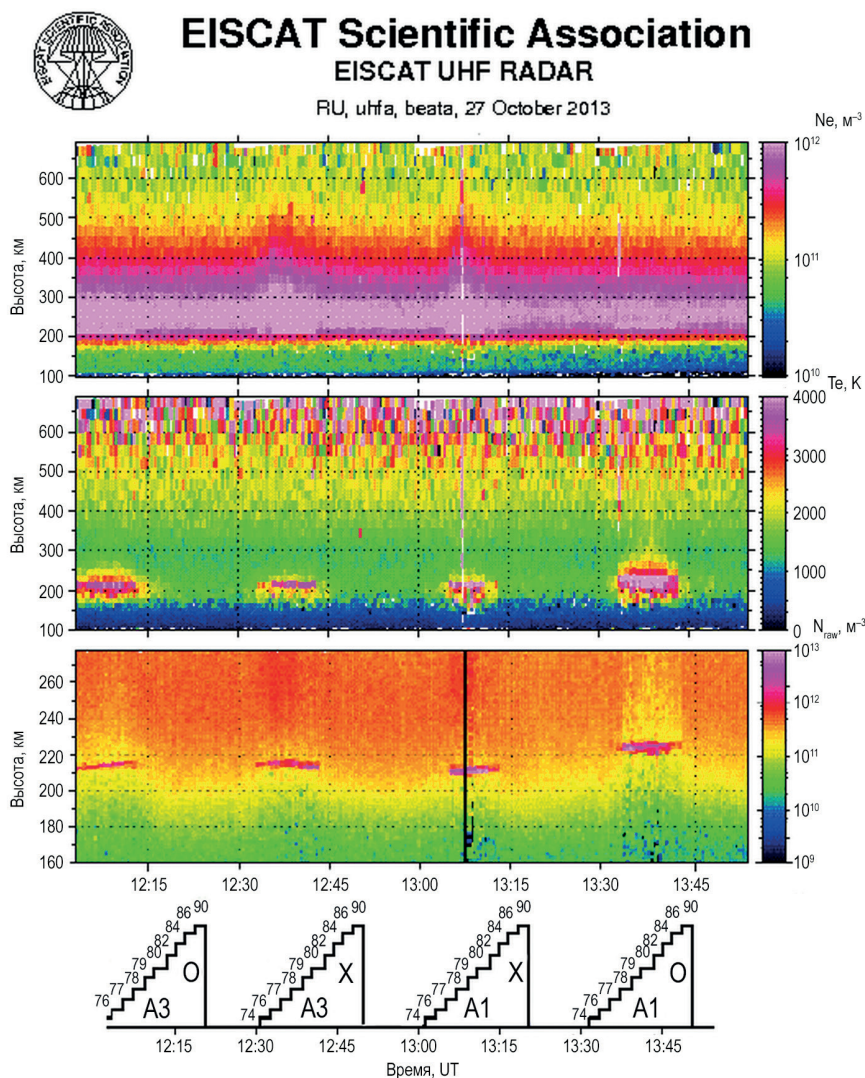 EISCAT SCIENTIFIC ASSOCIATION
EISCAT Scientific Association
EISCAT UHF RADAR
RU, uhfa, beata, 27 October 2013
Ne, м⁻³
Высота, км
600
500
400
300
200
100
10¹²
10¹¹
10¹⁰
Te, K
Высота, км
600
500
400
300
200
100
4000
3000
2000
1000
0
N_raw, м⁻³
Высота, км
260
240
220
200
180
160
10¹³
10¹²
10¹¹
10¹⁰
10⁹
12:15 12:30 12:45 13:00 13:15 13:30 13:45
76 77 78 79 80 82 84 86 90
O
A3
74 76 77 78 79 80 82 84 86 90
X
A3
74 76 77 78 79 80 82 84 86 90
X
A1
74 76 77 78 79 80 82 84 86 90
O
A1
12:15 12:30 12:45 13:00 13:15 13:30 13:45
Время, UT